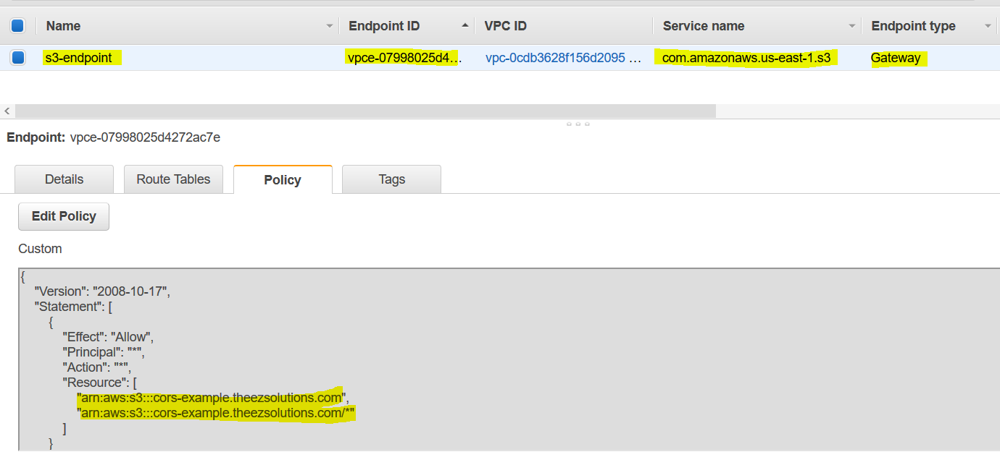 Name Endpoint ID VPC ID Service name Endpoint type
s3-endpoint vpce-07998025d4... vpc-0cdb3628f156d2095 ... com.amazonaws.us-east-1.s3 Gateway
Endpoint: vpce-07998025d4272ac7e
Details Route Tables Policy Tags
Edit Policy
Custom
{
"Version": "2008-10-17",
"Statement": [
{
"Effect": "Allow",
"Principal": "*",
"Action": "*",
"Resource": [
"arn:aws:s3:::cors-example.theezsolutions.com",
"arn:aws:s3:::cors-example.theezsolutions.com/*"
]
}